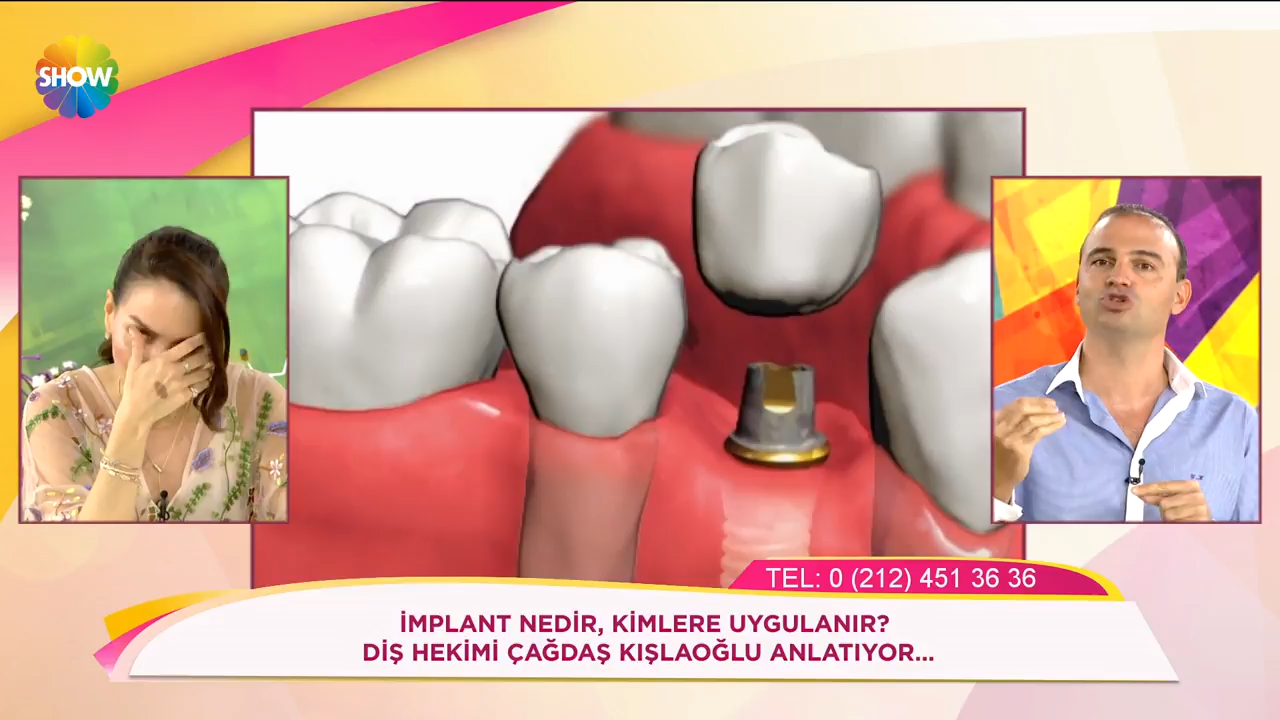 SHOW
TEL: 0 (212) 451 36 36
İMPLANT NEDİR, KİMLERE UYGULANIR?
DİŞ HEKİMİ ÇAĞDAŞ KIŞLAOĞLU ANLATIYOR...